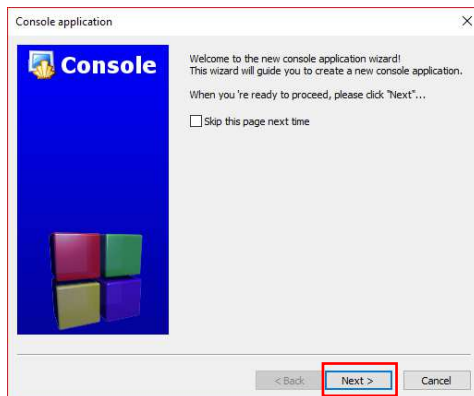 Console application
Console
Welcome to the new console application wizard!
This wizard will guide you to create a new console application.
When you 're ready to proceed, please click "Next"...
Skip this page next time
< Back
Next >
Cancel